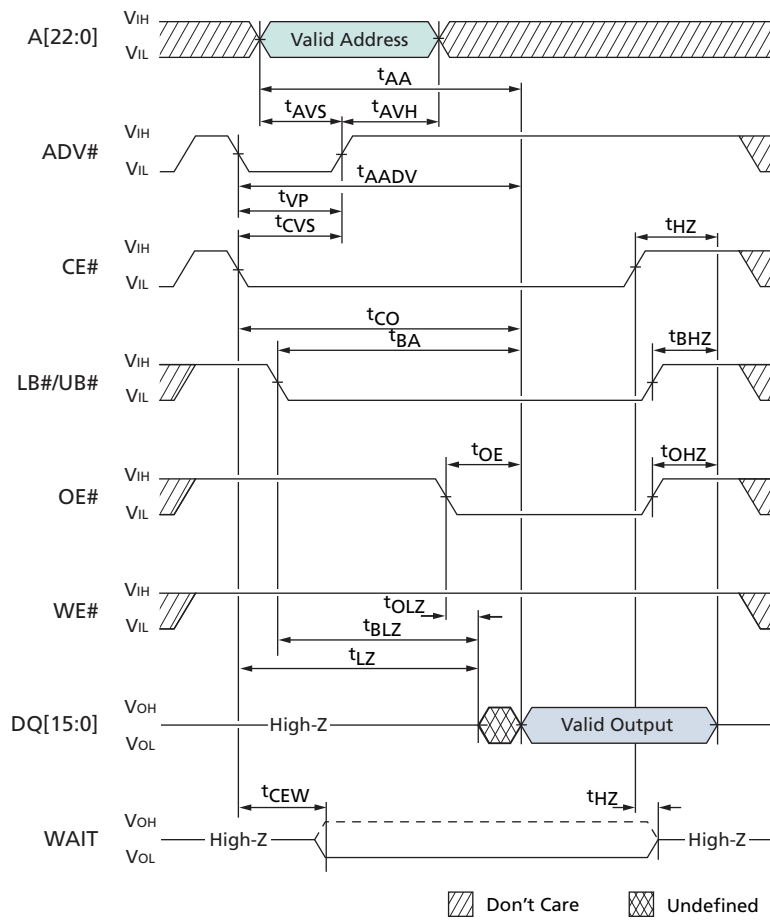 A[22:0]
VIH
VIL
Valid Address
tAA
tAVS
tAVH
ADV#
VIH
VIL
tAADV
tVP
tCVS
tHZ
CE#
VIH
VIL
tCO
tBA
tBHZ
LB#/UB#
VIH
VIL
tOE
tOHZ
OE#
VIH
VIL
WE#
VIH
VIL
tOLZ
tBLZ
tLZ
DQ[15:0]
VOH
VOL
High-Z
Valid Output
tCEW
tHZ
WAIT
VOH
VOL
High-Z
High-Z
Don't Care
Undefined